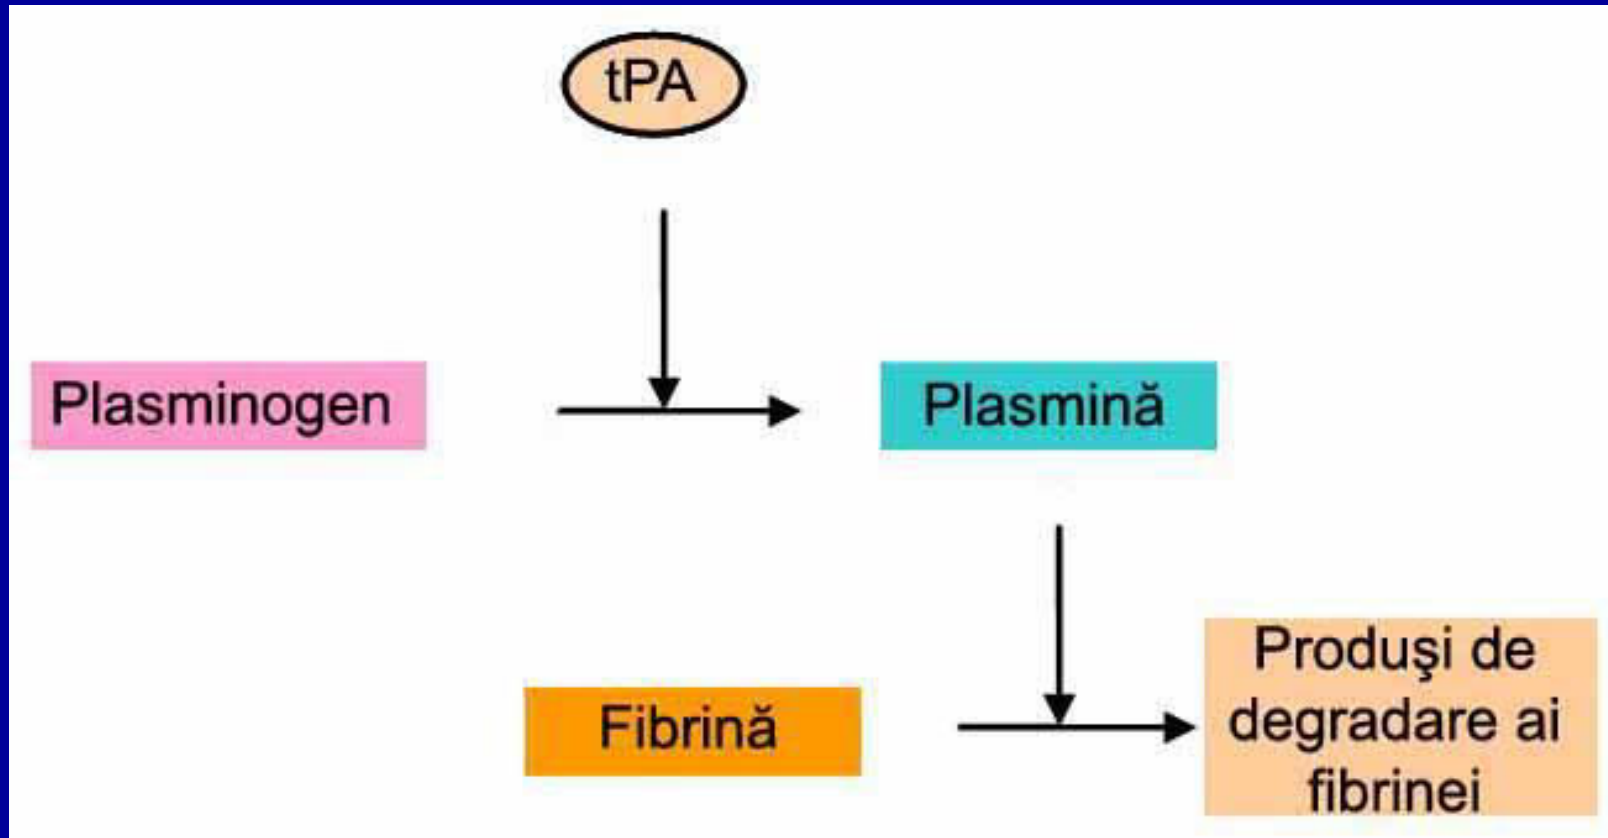 tPA
Plasminogen
Plasmină
Fibrină
Produşi de
degradare ai
fibrinei